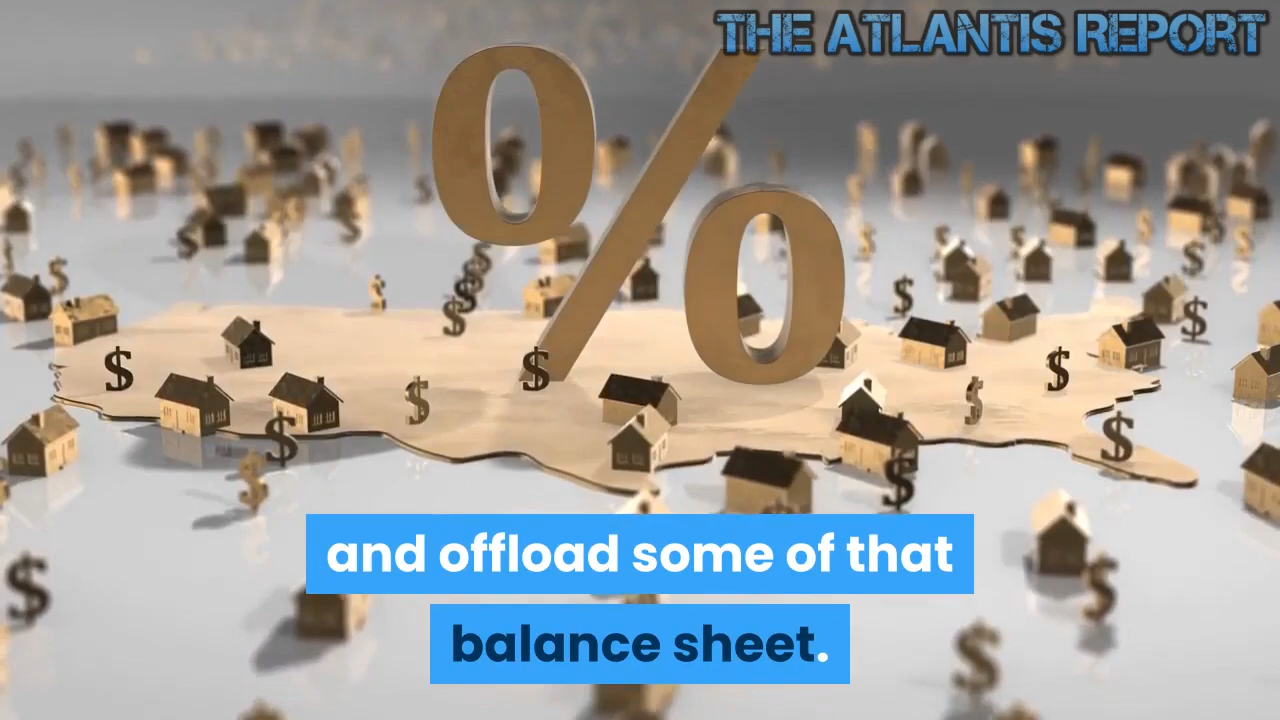 THE ATLANTIS REPORT
%
and offload some of that
balance sheet.